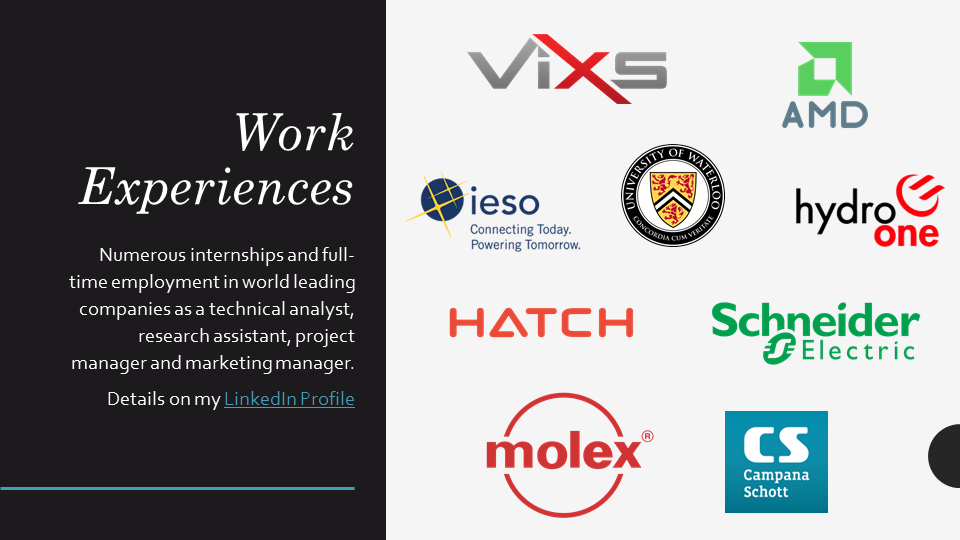 Work
Experiences
Numerous internships and full-
time employment in world leading
companies as a technical analyst,
research assistant, project
manager and marketing manager.
Details on my LinkedIn Profile
ViXS
AMD
ieso
Connecting Today.
Powering Tomorrow.
UNIVERSITY OF WATERLOO
CONCORDIA CUM VERITATE
hydro
one
HATCH
Schneider
Electric
molex®
CS
Campana
Schott